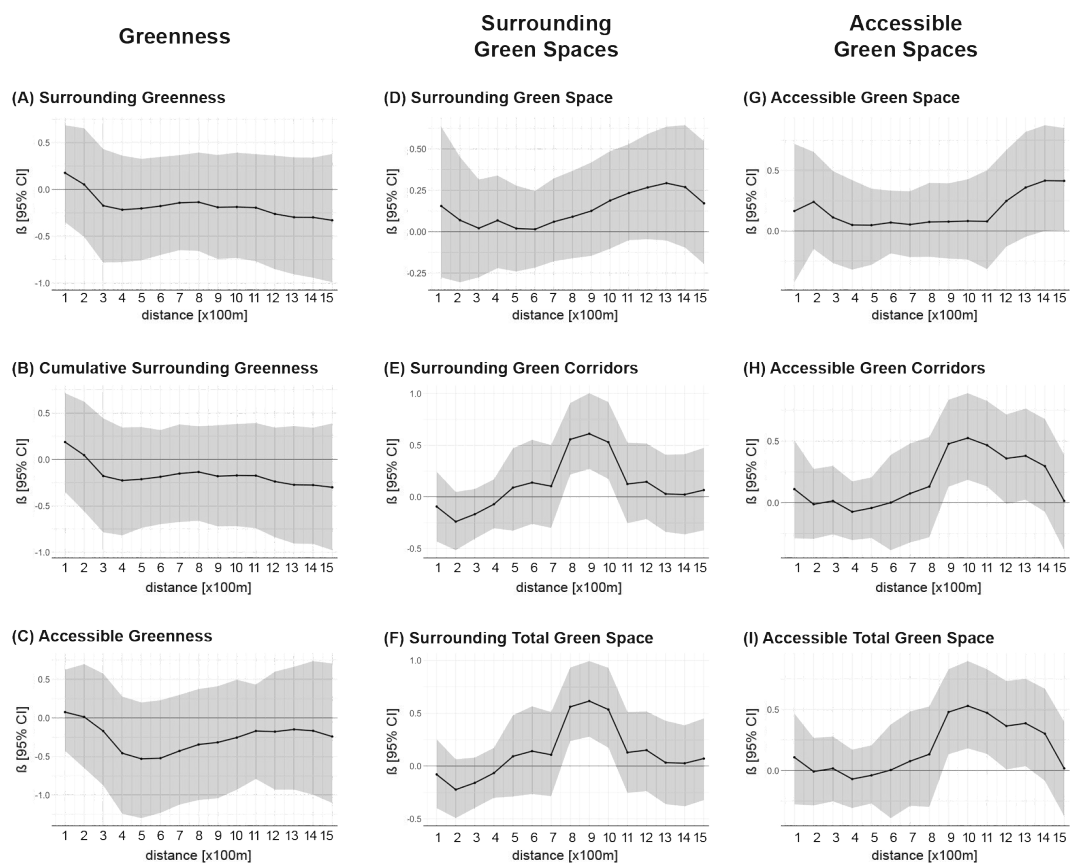 Greenness
Surrounding
Green Spaces
Accessible
Green Spaces
(A) Surrounding Greenness
0.5
0.0
-0.5
-1.0
ß [95% CI]
1 2 3 4 5 6 7 8 9 10 11 12 13 14 15
distance [x100m]
(D) Surrounding Green Space
0.50
0.25
0.00
-0.25
ß [95% CI]
1 2 3 4 5 6 7 8 9 10 11 12 13 14 15
distance [x100m]
(G) Accessible Green Space
0.5
0.0
ß [95% CI]
1 2 3 4 5 6 7 8 9 10 11 12 13 14 15
distance [x100m]
(B) Cumulative Surrounding Greenness
0.5
0.0
-0.5
-1.0
ß [95% CI]
1 2 3 4 5 6 7 8 9 10 11 12 13 14 15
distance [x100m]
(E) Surrounding Green Corridors
1.0
0.5
0.0
-0.5
ß [95% CI]
1 2 3 4 5 6 7 8 9 10 11 12 13 14 15
distance [x100m]
(H) Accessible Green Corridors
0.5
0.0
ß [95% CI]
1 2 3 4 5 6 7 8 9 10 11 12 13 14 15
distance [x100m]
(C) Accessible Greenness
0.5
0.0
-0.5
-1.0
ß [95% CI]
1 2 3 4 5 6 7 8 9 10 11 12 13 14 15
distance [x100m]
(F) Surrounding Total Green Space
1.0
0.5
0.0
-0.5
ß [95% CI]
1 2 3 4 5 6 7 8 9 10 11 12 13 14 15
distance [x100m]
(I) Accessible Total Green Space
0.5
0.0
ß [95% CI]
1 2 3 4 5 6 7 8 9 10 11 12 13 14 15
distance [x100m]